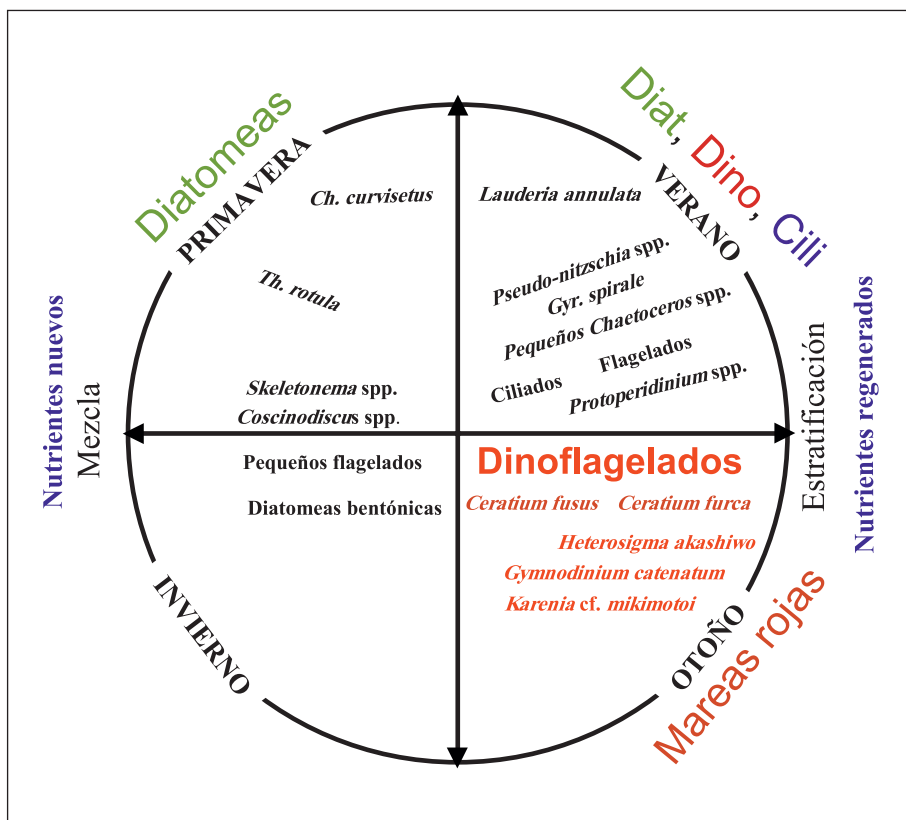 Diatomeas
PRIMAVERA
Diat, Dino, Cili
VERANO
Ch. curvisetus
Th. rotula
Skeletonema spp.
Coscinodiscus spp.
Lauderia annulata
Pseudo-nitzschia spp.
Gyr. spirale
Pequeños Chaetoceros spp.
Flagelados
Ciliados
Protoperidinium spp.
Nutrientes nuevos
Mezcla
Estratificación
Nutrientes regenerados
Pequeños flagelados
Diatomeas bentónicas
INVIERNO
Dinoflagelados
Ceratium fusus
Ceratium furca
Heterosigma akashiwo
Gymnodinium catenatum
Karenia cf. mikimotoi
OTOÑO
Mareas rojas